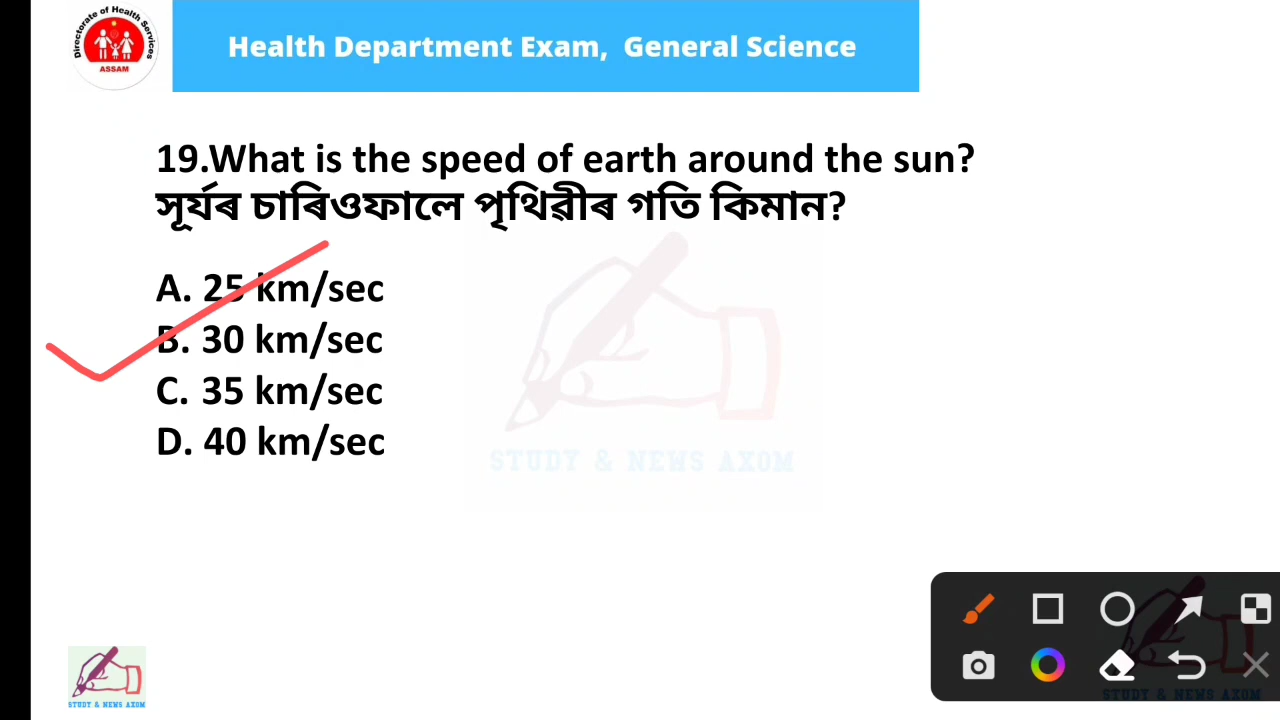 Directorate of Health Services
ASSAM
Health Department Exam, General Science
19.What is the speed of earth around the sun?
সূৰ্যৰ চাৰিওফালে পৃথিৱীৰ গতি কিমান?
A. 25 km/sec
B. 30 km/sec
C. 35 km/sec
D. 40 km/sec
STUDY & NEWS AXOM
STUDY & NEWS AXOM
STUDY & NEWS AXOM